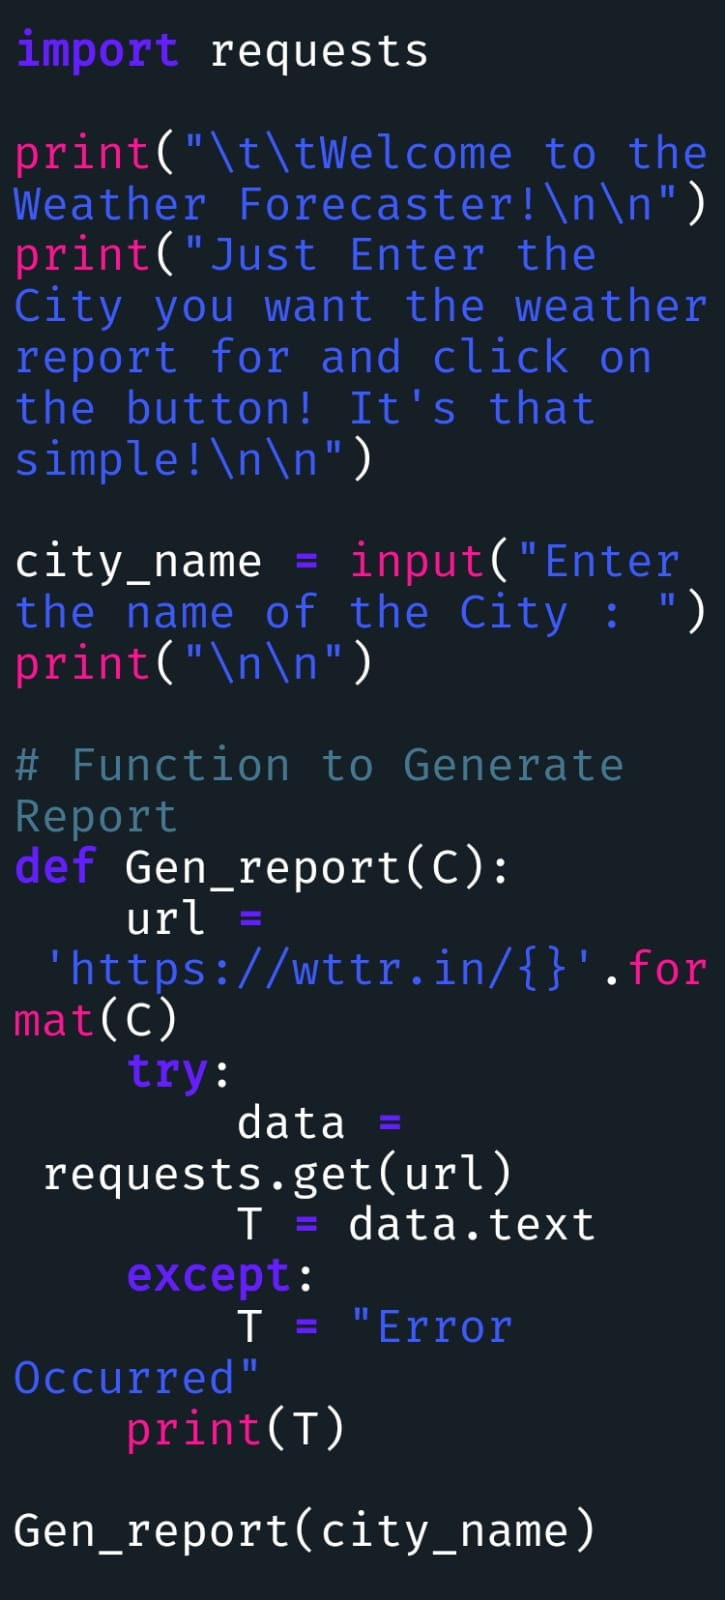 import requests

print("\t\tWelcome to the
Weather Forecaster!\n\n")
print("Just Enter the
City you want the weather
report for and click on
the button! It's that
simple!\n\n")

city_name = input("Enter
the name of the City : ")
print("\n\n")

# Function to Generate
Report
def Gen_report(C):
    url =
 'https://wttr.in/{}'.for
mat(C)
    try:
        data =
 requests.get(url)
        T = data.text
    except:
        T = "Error
Occurred"
    print(T)

Gen_report(city_name)